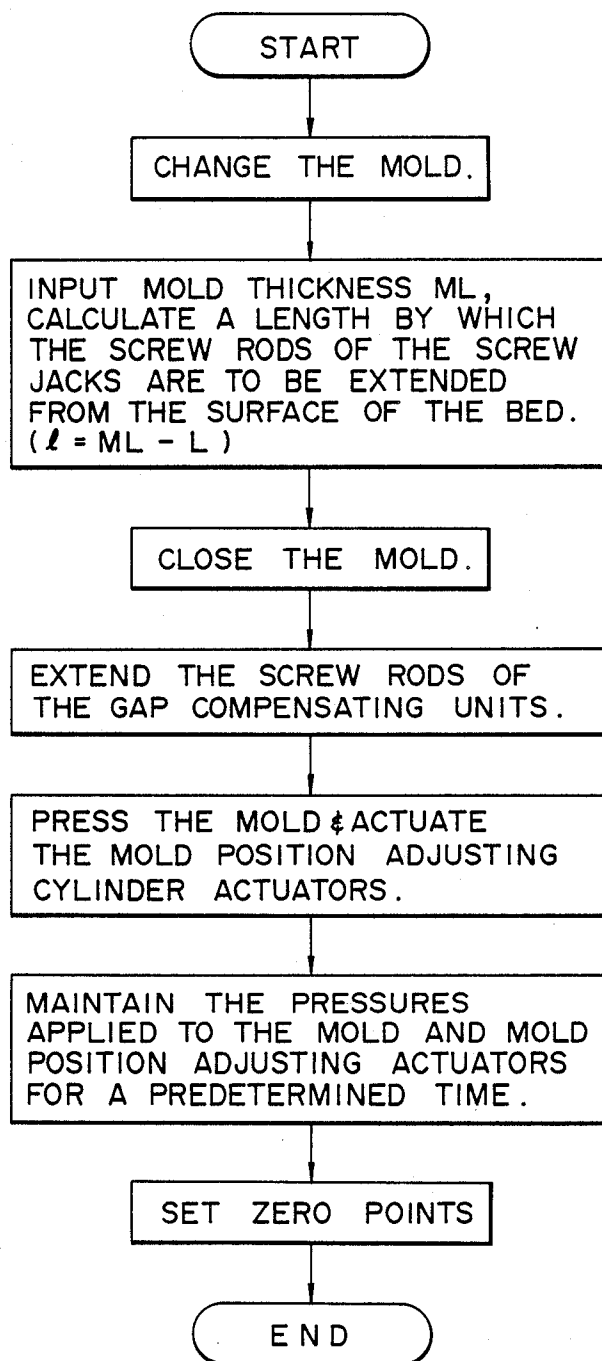 START
CHANGE THE MOLD.
INPUT MOLD THICKNESS ML,
CALCULATE A LENGTH BY WHICH
THE SCREW RODS OF THE SCREW
JACKS ARE TO BE EXTENDED
FROM THE SURFACE OF THE BED.
(ℓ = ML - L)
CLOSE THE MOLD.
EXTEND THE SCREW RODS OF
THE GAP COMPENSATING UNITS.
PRESS THE MOLD & ACTUATE
THE MOLD POSITION ADJUSTING
CYLINDER ACTUATORS.
MAINTAIN THE PRESSURES
APPLIED TO THE MOLD AND MOLD
POSITION ADJUSTING ACTUATORS
FOR A PREDETERMINED TIME.
SET ZERO POINTS
END